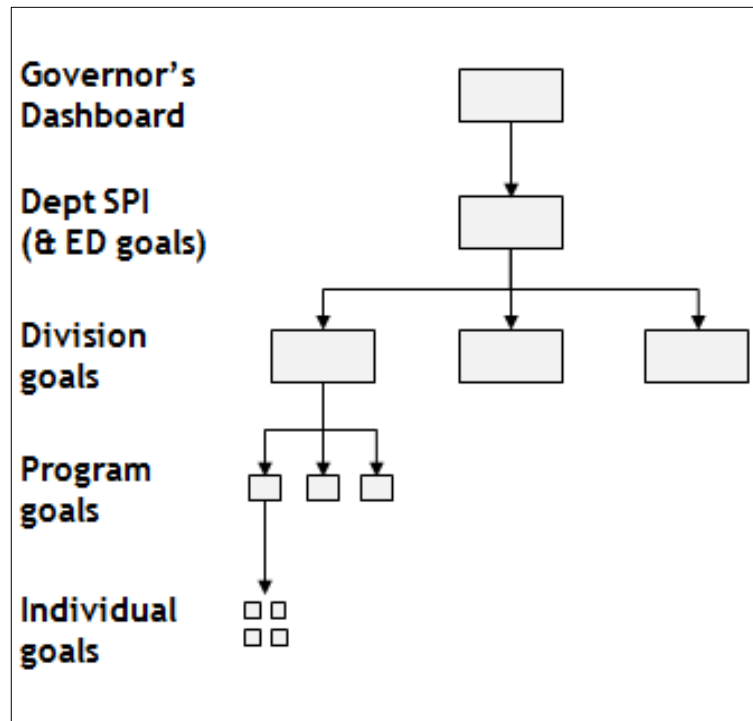 Governor’s
Dashboard
Dept SPI
(& ED goals)
Division
goals
Program
goals
Individual
goals